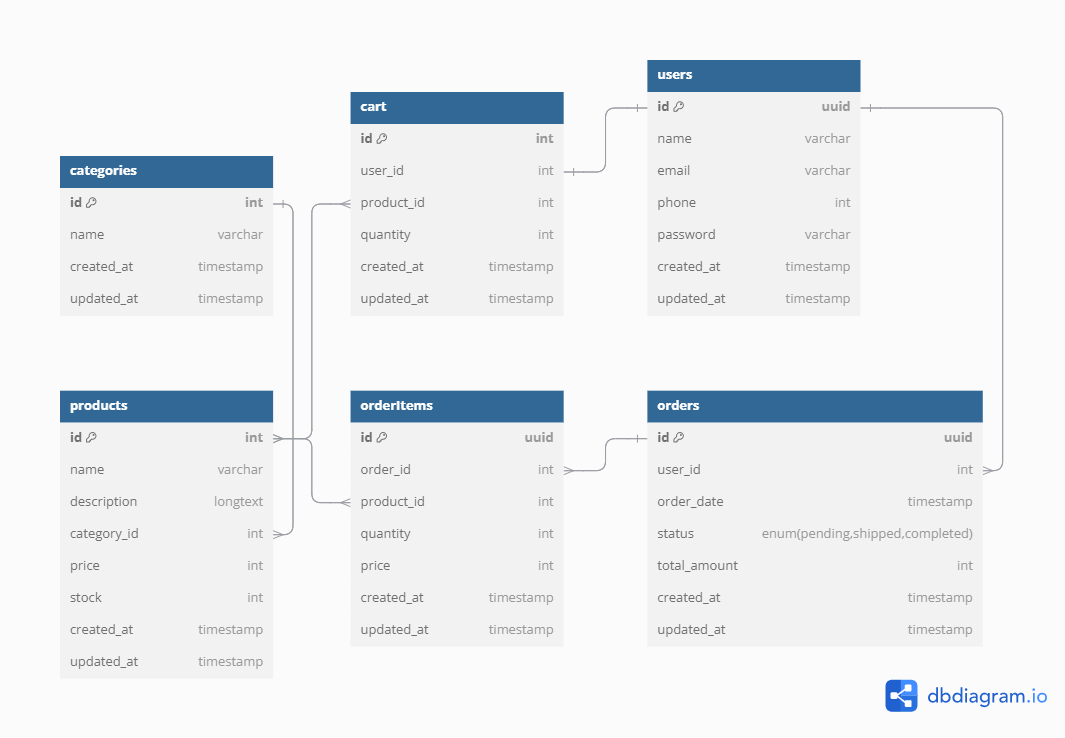 users
id uuid
name varchar
email varchar
phone int
password varchar
created_at timestamp
updated_at timestamp
cart
id int
user_id int
product_id int
quantity int
created_at timestamp
updated_at timestamp
categories
id int
name varchar
created_at timestamp
updated_at timestamp
products
id int
name varchar
description longtext
category_id int
price int
stock int
created_at timestamp
updated_at timestamp
orderItems
id uuid
order_id int
product_id int
quantity int
price int
created_at timestamp
updated_at timestamp
orders
id uuid
user_id int
order_date timestamp
status enum(pending,shipped,completed)
total_amount int
created_at timestamp
updated_at timestamp
dbdiagram.io